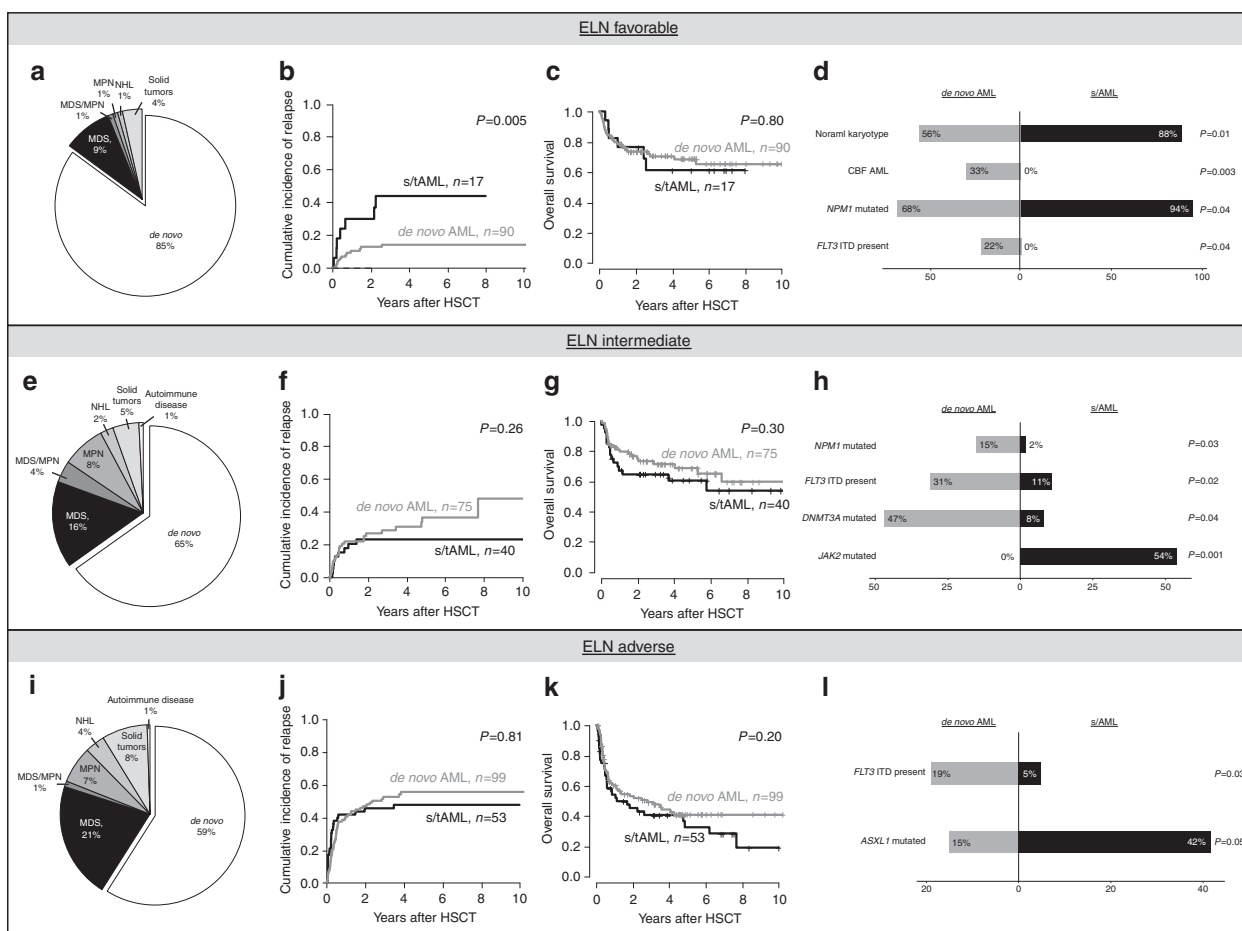 ELN favorable
a
MPN
1%
NHL
1%
Solid
tumors
4%
MDS/MPN
1%
MDS,
9%
de novo
85%
b
Cumulative incidence of relapse
1.0
0.8
0.6
0.4
0.2
0.0
P=0.005
s/tAML, n=17
de novo AML, n=90
0 2 4 6 8 10
Years after HSCT
c
Overall survival
1.0
0.8
0.6
0.4
0.2
0.0
P=0.80
de novo AML, n=90
s/tAML, n=17
0 2 4 6 8 10
Years after HSCT
d
de novo AML s/AML
Noraml karyotype 56% 88% P=0.01
CBF AML 33% 0% P=0.003
NPM1 mutated 68% 94% P=0.04
FLT3 ITD present 22% 0% P=0.04
50 0 50 100
ELN intermediate
e
Solid
tumors
5%
Autoimmune
disease
1%
NHL
2%
MPN
8%
MDS/MPN
4%
MDS,
16%
de novo
65%
f
Cumulative incidence of relapse
1.0
0.8
0.6
0.4
0.2
0.0
P=0.26
de novo AML, n=75
s/tAML, n=40
0 2 4 6 8 10
Years after HSCT
g
Overall survival
1.0
0.8
0.6
0.4
0.2
0.0
P=0.30
de novo AML, n=75
s/tAML, n=40
0 2 4 6 8 10
Years after HSCT
h
de novo AML s/AML
NPM1 mutated 15% 2% P=0.03
FLT3 ITD present 31% 11% P=0.02
DNMT3A mutated 47% 8% P=0.04
JAK2 mutated 0% 54% P=0.001
50 25 0 25 50
ELN adverse
i
Autoimmune disease
1%
NHL
4%
Solid
tumors
8%
MPN
7%
MDS/MPN
1%
MDS,
21%
de novo
59%
j
Cumulative incidence of relapse
1.0
0.8
0.6
0.4
0.2
0.0
P=0.81
de novo AML, n=99
s/tAML, n=53
0 2 4 6 8 10
Years after HSCT
k
Overall survival
1.0
0.8
0.6
0.4
0.2
0.0
P=0.20
de novo AML, n=99
s/tAML, n=53
0 2 4 6 8 10
Years after HSCT
l
de novo AML s/AML
FLT3 ITD present 19% 5% P=0.03
ASXL1 mutated 15% 42% P=0.05
20 0 20 40